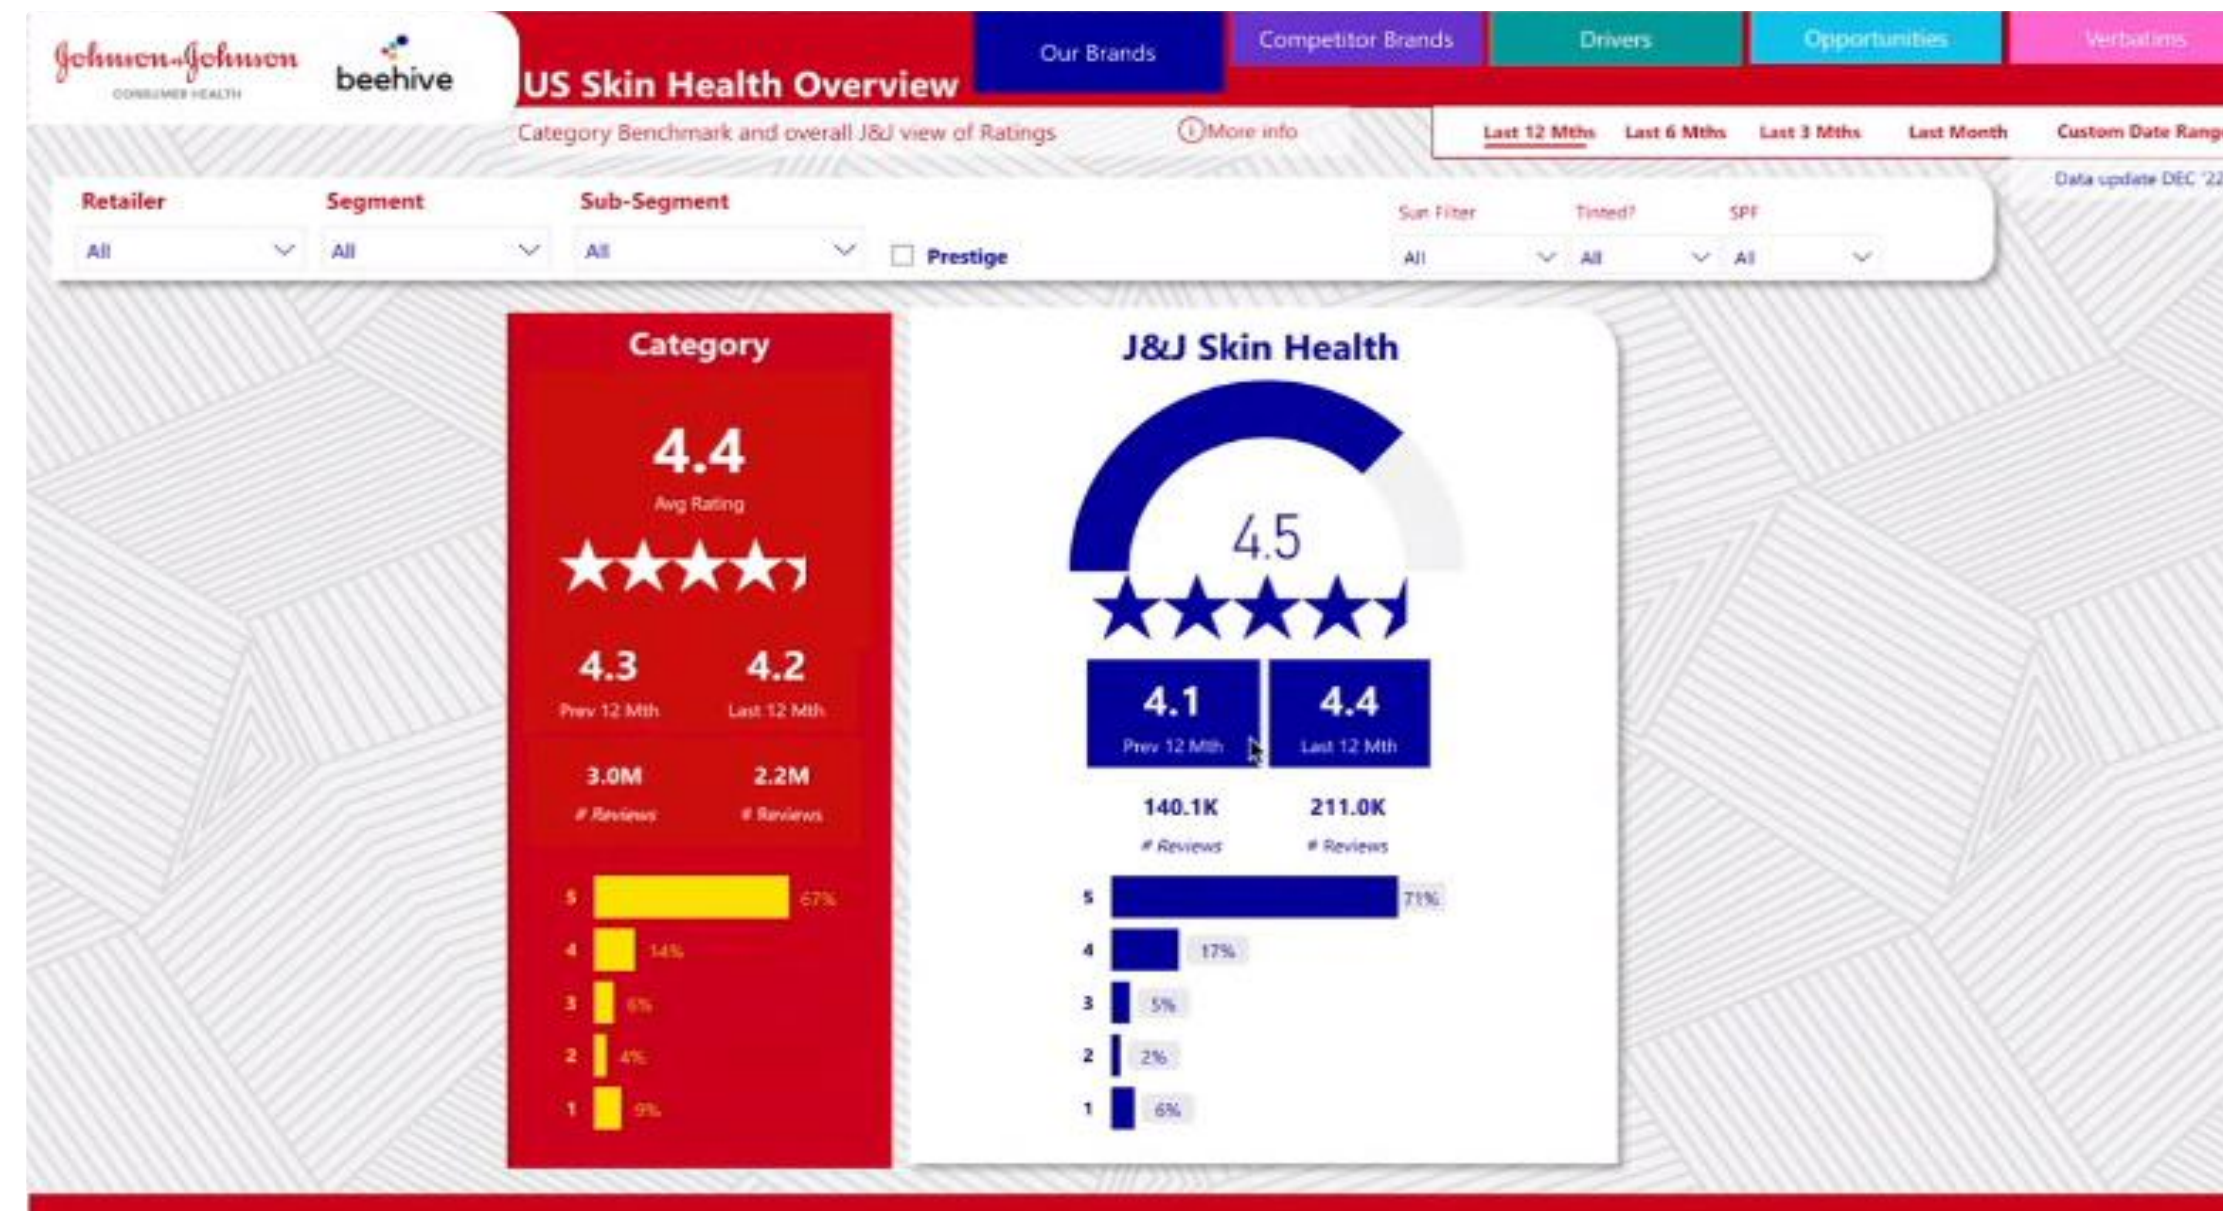 Johnson & Johnson
CONSUMER HEALTH
beehive
US Skin Health Overview
Our Brands
Competitor Brands
Drivers
Opportunities
Verbatims
Category Benchmark and overall J&J view of Ratings
More info
Last 12 Mths
Last 6 Mths
Last 3 Mths
Last Month
Custom Date Rang
Data update DEC '22
Retailer
Segment
Sub-Segment
Sun Filter
Tinted?
SPF
All
All
All
Prestige
All
All
All
Category
4.4
Avg Rating
4.3
4.2
Prev 12 Mth
Last 12 Mth
3.0M
2.2M
# Reviews
# Reviews
5 67%
4 14%
3 6%
2 4%
1 9%
J&J Skin Health
4.5
4.1
4.4
Prev 12 Mth
Last 12 Mth
140.1K
211.0K
# Reviews
# Reviews
5 71%
4 17%
3 5%
2 2%
1 6%